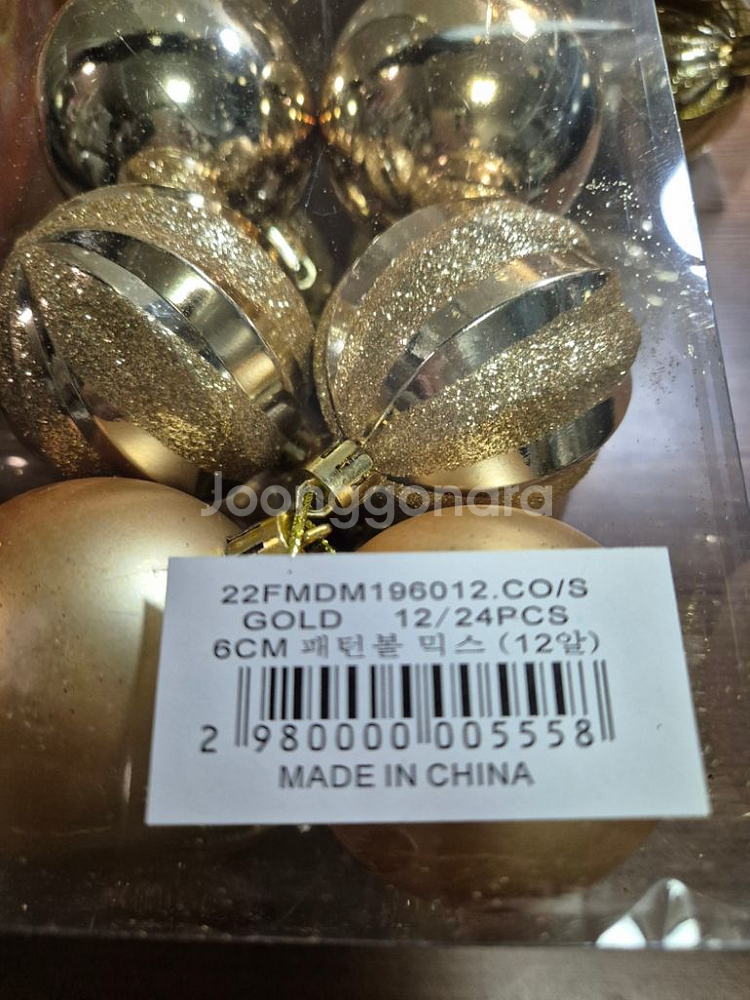 Joonggonara
22FMDM196012.CO/S
GOLD 12/24PCS
6CM 패턴볼 믹스 (12알)
2 980000 005558
MADE IN CHINA